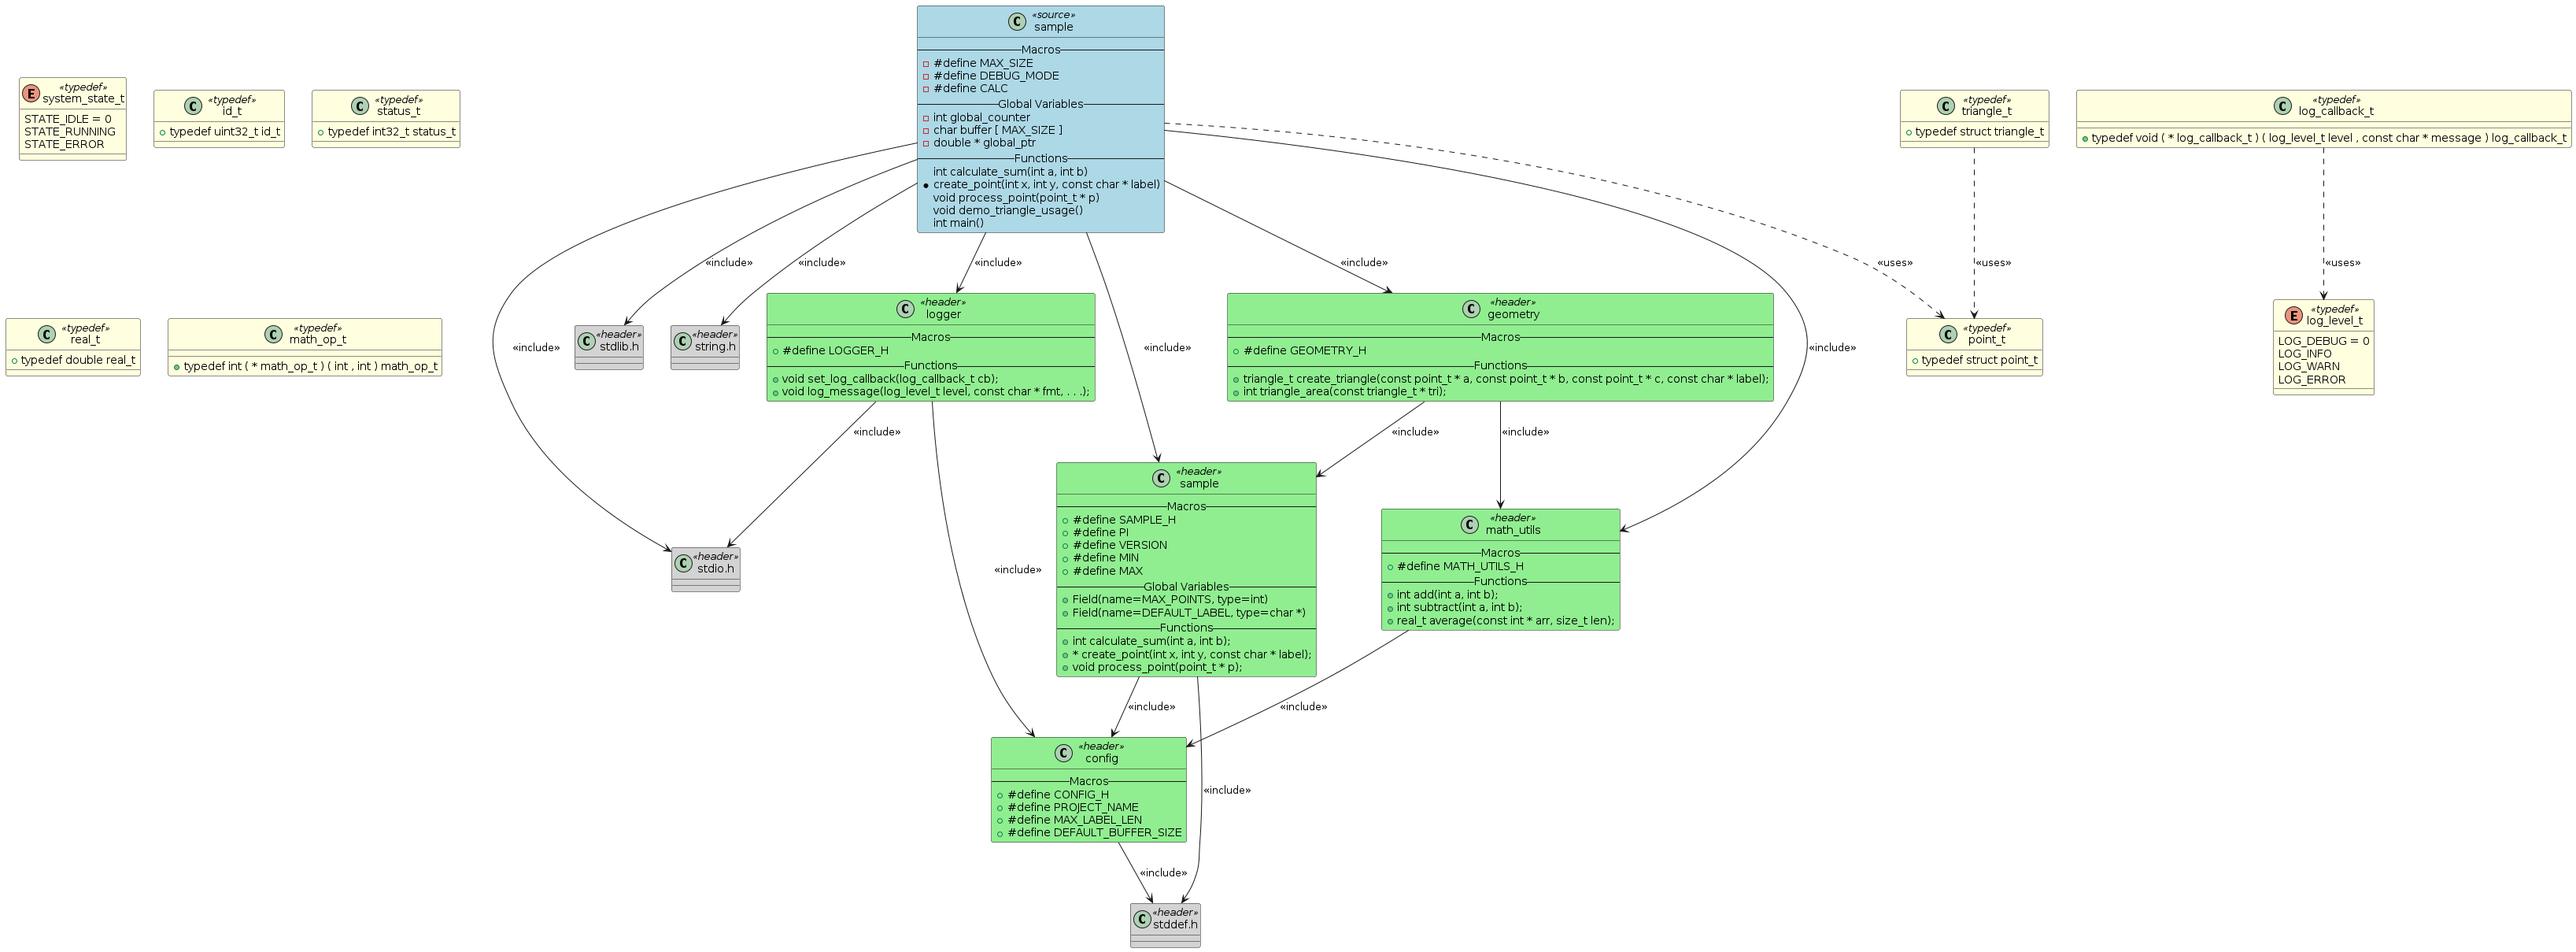 «source»
C
sample
Macros
#define MAX_SIZE
#define DEBUG_MODE
#define CALC
Global Variables
int global_counter
char buffer [ MAX_SIZE ]
double * global_ptr
Functions
int calculate_sum(int a, int b)
create_point(int x, int y, const char * label)
void process_point(point_t * p)
void demo_triangle_usage()
int main()
«typedef»
E
system_state_t
STATE_IDLE = 0
STATE_RUNNING
STATE_ERROR
«typedef»
C
id_t
typedef uint32_t id_t
«typedef»
C
status_t
typedef int32_t status_t
«typedef»
C
triangle_t
typedef struct triangle_t
«typedef»
C
log_callback_t
typedef void ( * log_callback_t ) ( log_level_t level , const char * message ) log_callback_t
«include»
«include»
«include»
«include»
«uses»
«uses»
«uses»
«typedef»
C
real_t
typedef double real_t
«typedef»
C
math_op_t
typedef int ( * math_op_t ) ( int , int ) math_op_t
«include»
«header»
C
stdlib.h
«header»
C
string.h
«header»
C
logger
Macros
#define LOGGER_H
Functions
void set_log_callback(log_callback_t cb);
void log_message(log_level_t level, const char * fmt, . . .);
«include»
«header»
C
geometry
Macros
#define GEOMETRY_H
Functions
triangle_t create_triangle(const point_t * a, const point_t * b, const point_t * c, const char * label);
int triangle_area(const triangle_t * tri);
«include»
«typedef»
C
point_t
typedef struct point_t
«typedef»
E
log_level_t
LOG_DEBUG = 0
LOG_INFO
LOG_WARN
LOG_ERROR
«include»
«include»
«include»
«header»
C
stdio.h
«include»
«header»
C
sample
Macros
#define SAMPLE_H
#define PI
#define VERSION
#define MIN
#define MAX
Global Variables
Field(name=MAX_POINTS, type=int)
Field(name=DEFAULT_LABEL, type=char *)
Functions
int calculate_sum(int a, int b);
* create_point(int x, int y, const char * label);
void process_point(point_t * p);
«header»
C
math_utils
Macros
#define MATH_UTILS_H
Functions
int add(int a, int b);
int subtract(int a, int b);
real_t average(const int * arr, size_t len);
«include»
«include»
«header»
C
config
Macros
#define CONFIG_H
#define PROJECT_NAME
#define MAX_LABEL_LEN
#define DEFAULT_BUFFER_SIZE
«include»
«include»
«header»
C
stddef.h